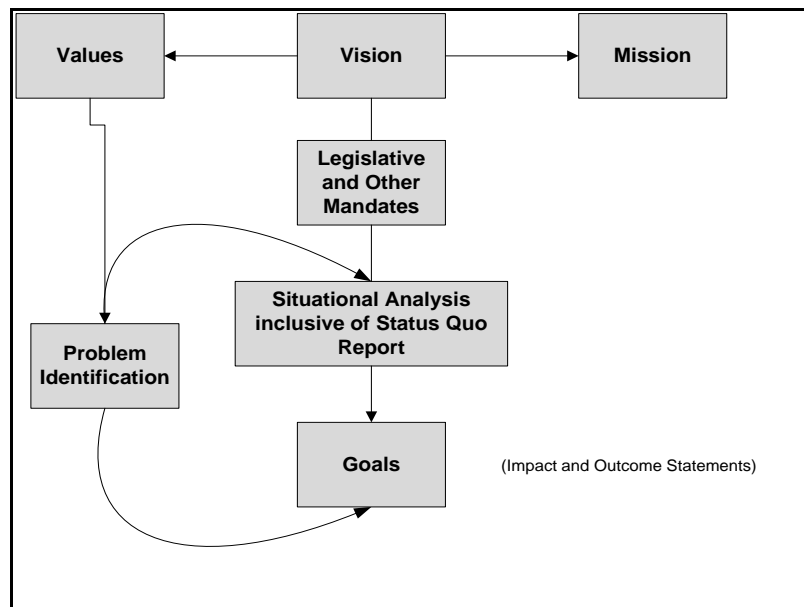 Values
Vision
Mission
Legislative
and Other
Mandates
Situational Analysis
inclusive of Status Quo
Report
Problem
Identification
Goals
(Impact and Outcome Statements)